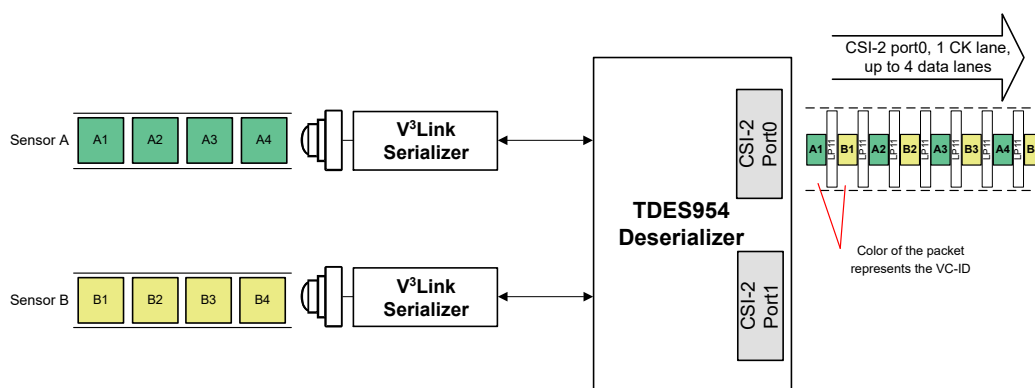 CSI-2 port0, 1 CK lane,
up to 4 data lanes
Sensor A
A1 A2 A3 A4
V³Link
Serializer
CSI-2
Port0
A1 LP11 B1 LP11 A2 LP11 B2 LP11 A3 LP11 B3 LP11 A4 LP11 B
TDES954
Deserializer
Color of the packet
represents the VC-ID
Sensor B
B1 B2 B3 B4
V³Link
Serializer
CSI-2
Port1